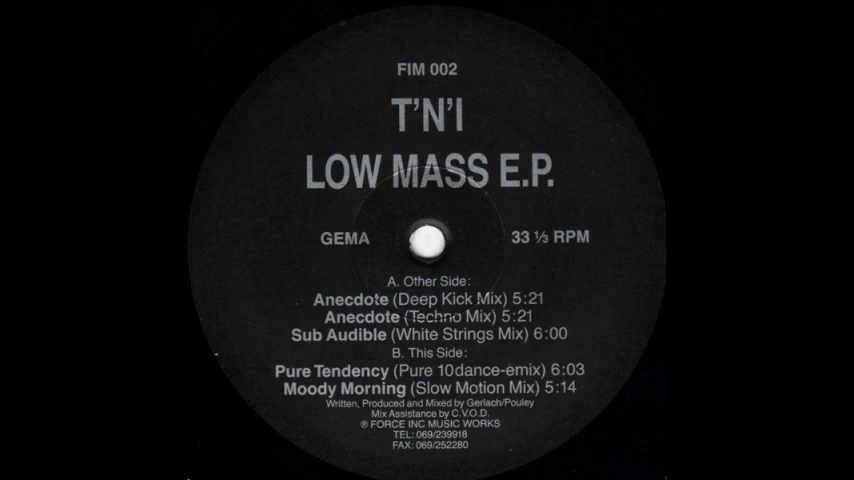 FIM 002
T'N'I
LOW MASS E.P.
GEMA 33 ⅓ RPM
A. Other Side:
Anecdote (Deep Kick Mix) 5:21
Anecdote (Techno Mix) 5:21
Sub Audible (White Strings Mix) 6:00
B. This Side:
Pure Tendency (Pure 10dance-emix) 6:03
Moody Morning (Slow Motion Mix) 5:14
Written, Produced and Mixed by Gerlach/Pouley
Mix Assistance by C.V.O.D.
℗ FORCE INC MUSIC WORKS
TEL: 069/239918
FAX: 069/252280